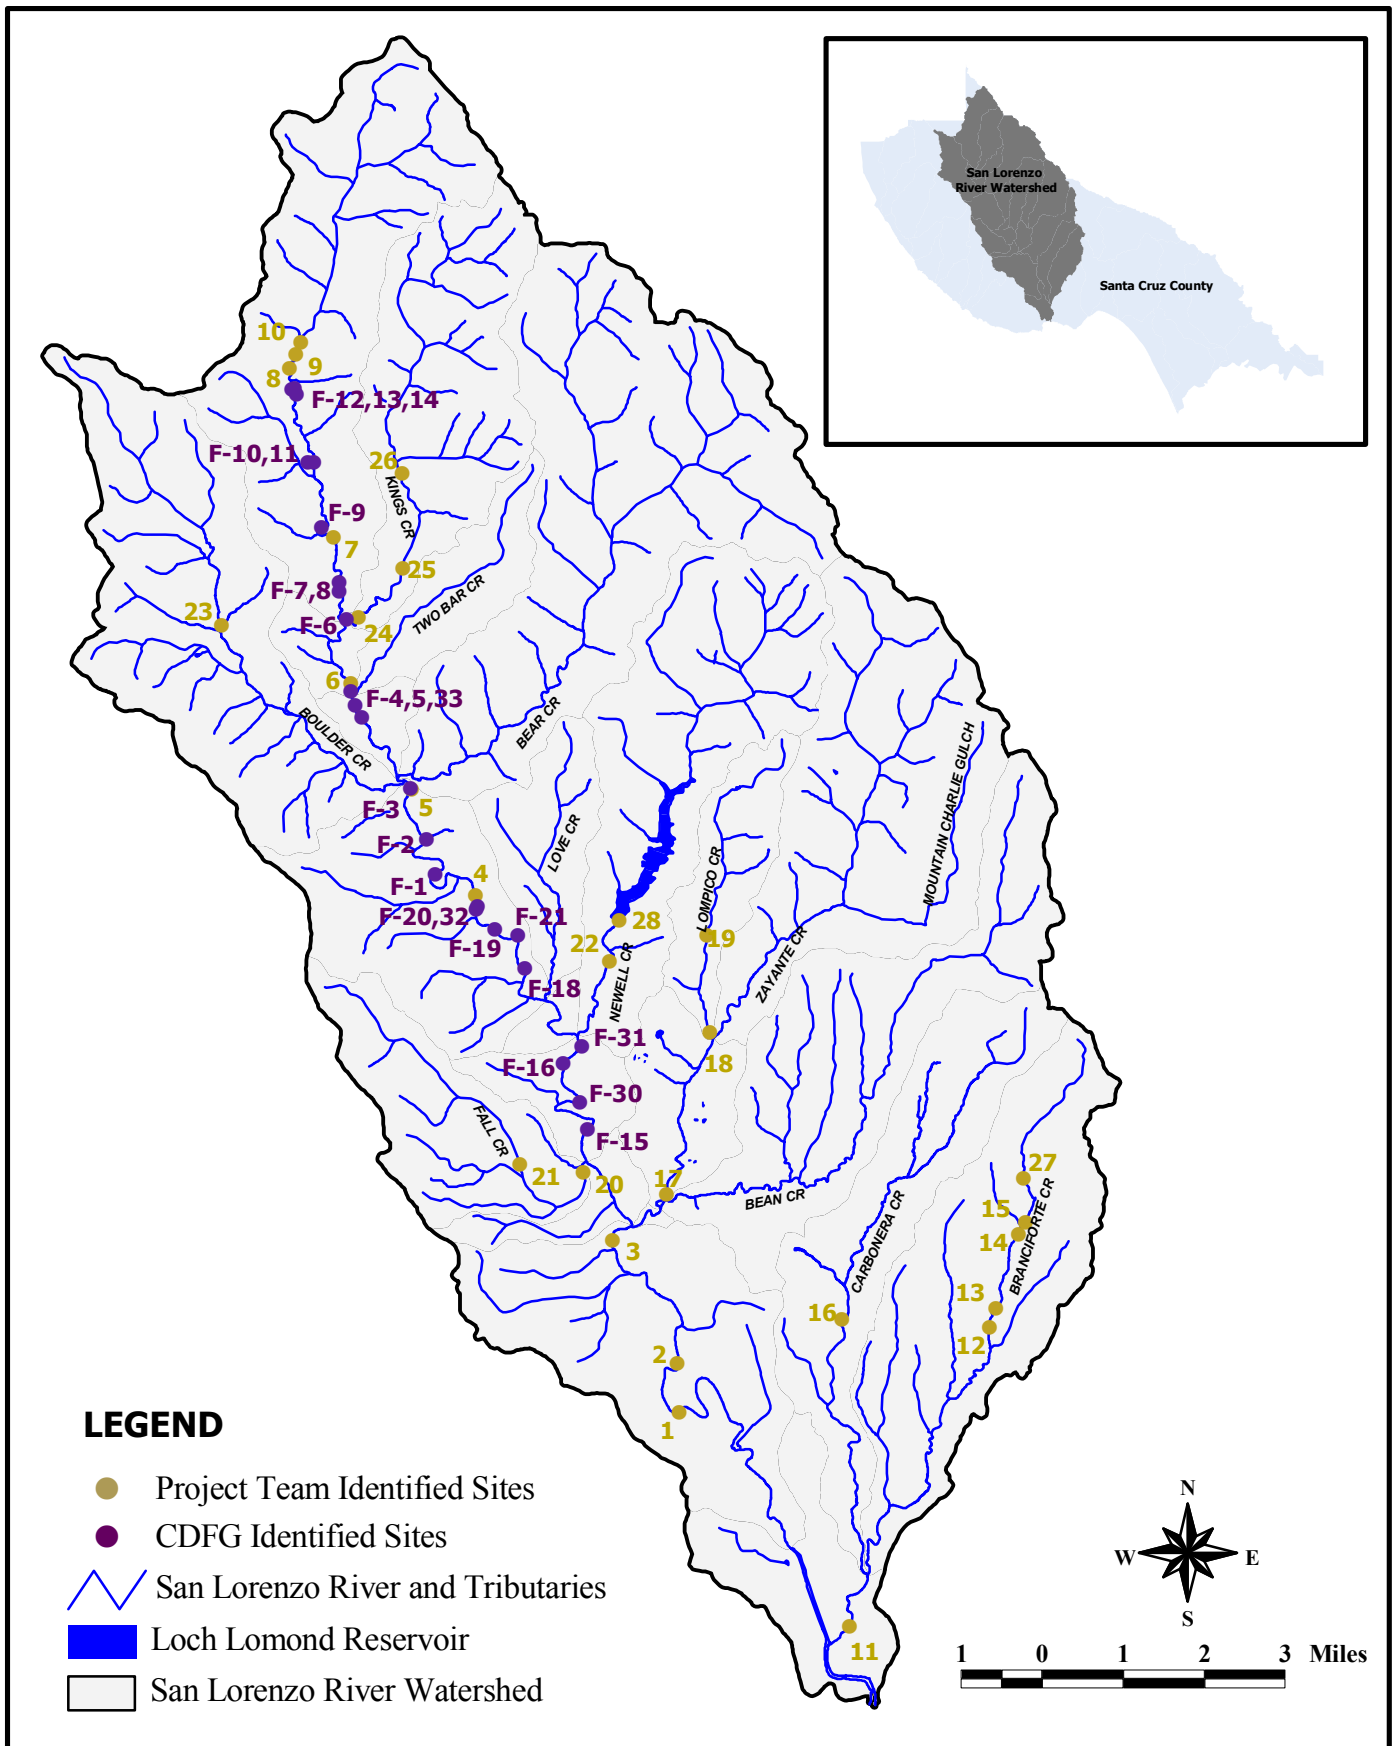 San Lorenzo
River Watershed
Santa Cruz County
10
9
8
F-12,13,14
F-10,11
26
KINGS CR
F-9
7
25
F-7,8
TWO BAR CR
23
F-6
24
6
F-4,5,33
BOULDER CR
BEAR CR
MOUNTAIN CHARLIE GULCH
F-3
5
F-2
LOVE CR
LOMPICO CR
F-1
4
F-20,32
F-21
28
F-19
22
19
NEWELL CR
ZAYANTE CR
F-18
F-31
F-16
18
F-30
FALL CR
F-15
21
20
17
27
BEAN CR
15
14
BRANCIFORTE CR
CARBONERA CR
3
13
16
12
2
1
LEGEND
Project Team Identified Sites
CDFG Identified Sites
San Lorenzo River and Tributaries
Loch Lomond Reservoir
San Lorenzo River Watershed
11
N
W
E
S
1 0 1 2 3 Miles